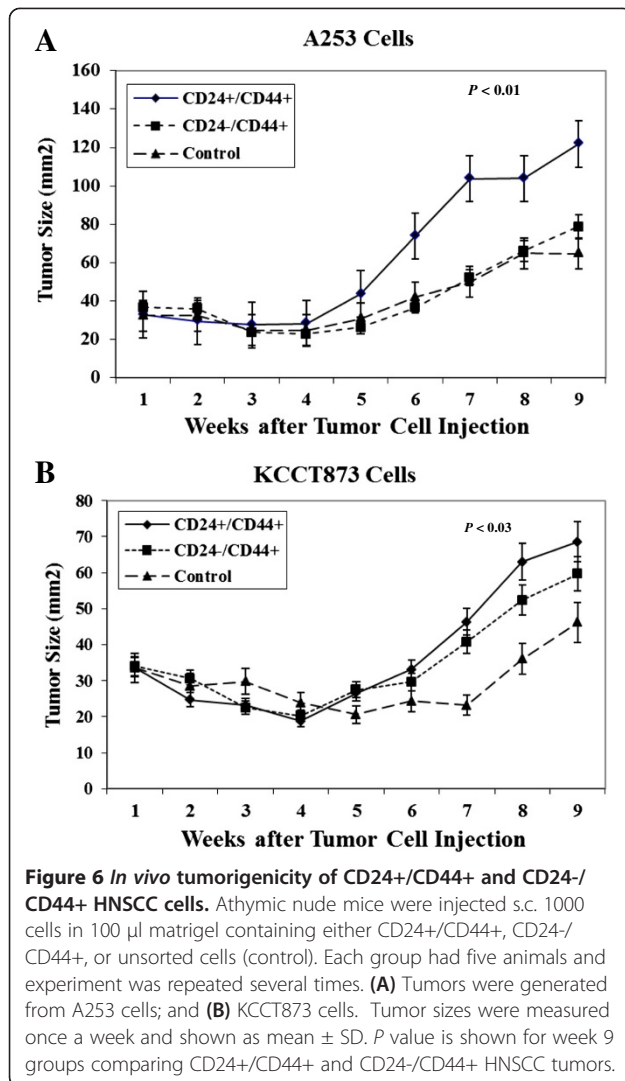 A
A253 Cells
160
140
120
100
80
60
40
20
0
Tumor Size (mm2)
CD24+/CD44+
CD24-/CD44+
Control
P < 0.01
1 2 3 4 5 6 7 8 9
Weeks after Tumor Cell Injection
B
KCCT873 Cells
80
70
60
50
40
30
20
10
0
Tumor Size (mm2)
CD24+/CD44+
CD24-/CD44+
Control
P < 0.03
1 2 3 4 5 6 7 8 9
Weeks after Tumor Cell Injection
Figure 6 In vivo tumorigenicity of CD24+/CD44+ and CD24-/
CD44+ HNSCC cells. Athymic nude mice were injected s.c. 1000
cells in 100 μl matrigel containing either CD24+/CD44+, CD24-/
CD44+, or unsorted cells (control). Each group had five animals and
experiment was repeated several times. (A) Tumors were generated
from A253 cells; and (B) KCCT873 cells. Tumor sizes were measured
once a week and shown as mean ± SD. P value is shown for week 9
groups comparing CD24+/CD44+ and CD24-/CD44+ HNSCC tumors.